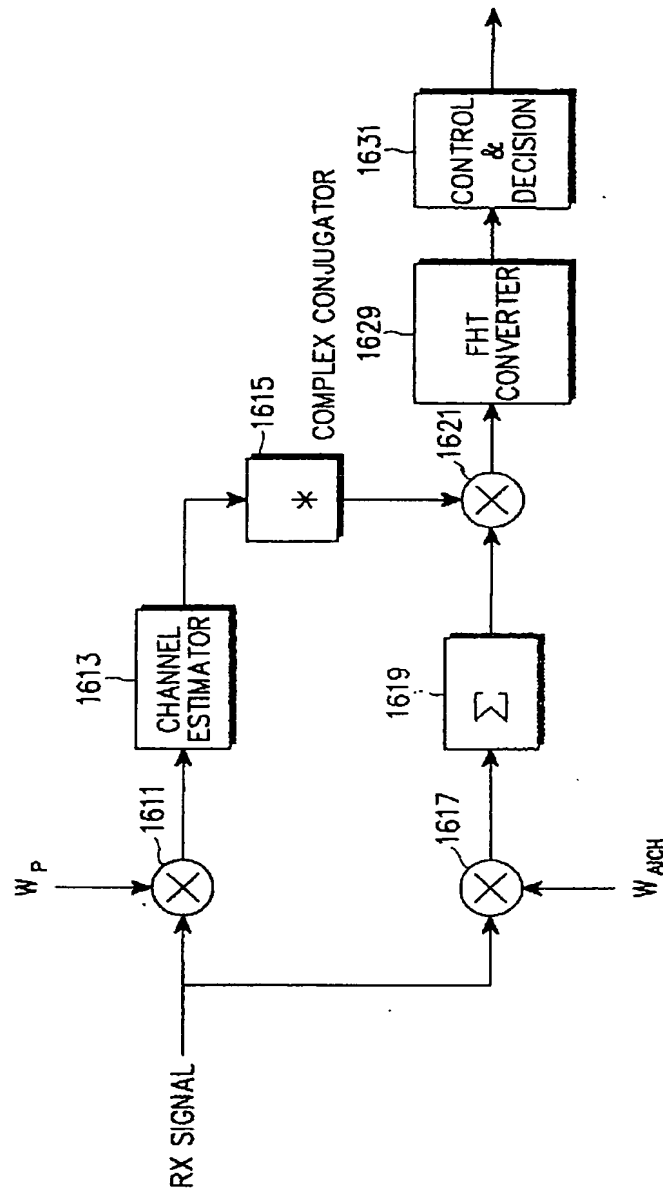 RX SIGNAL
W_P
1611
1613
CHANNEL
ESTIMATOR
1615
*
COMPLEX CONJUGATOR
W_AICH
1617
1619
Σ
1621
1629
FHT
CONVERTER
1631
CONTROL
&
DECISION